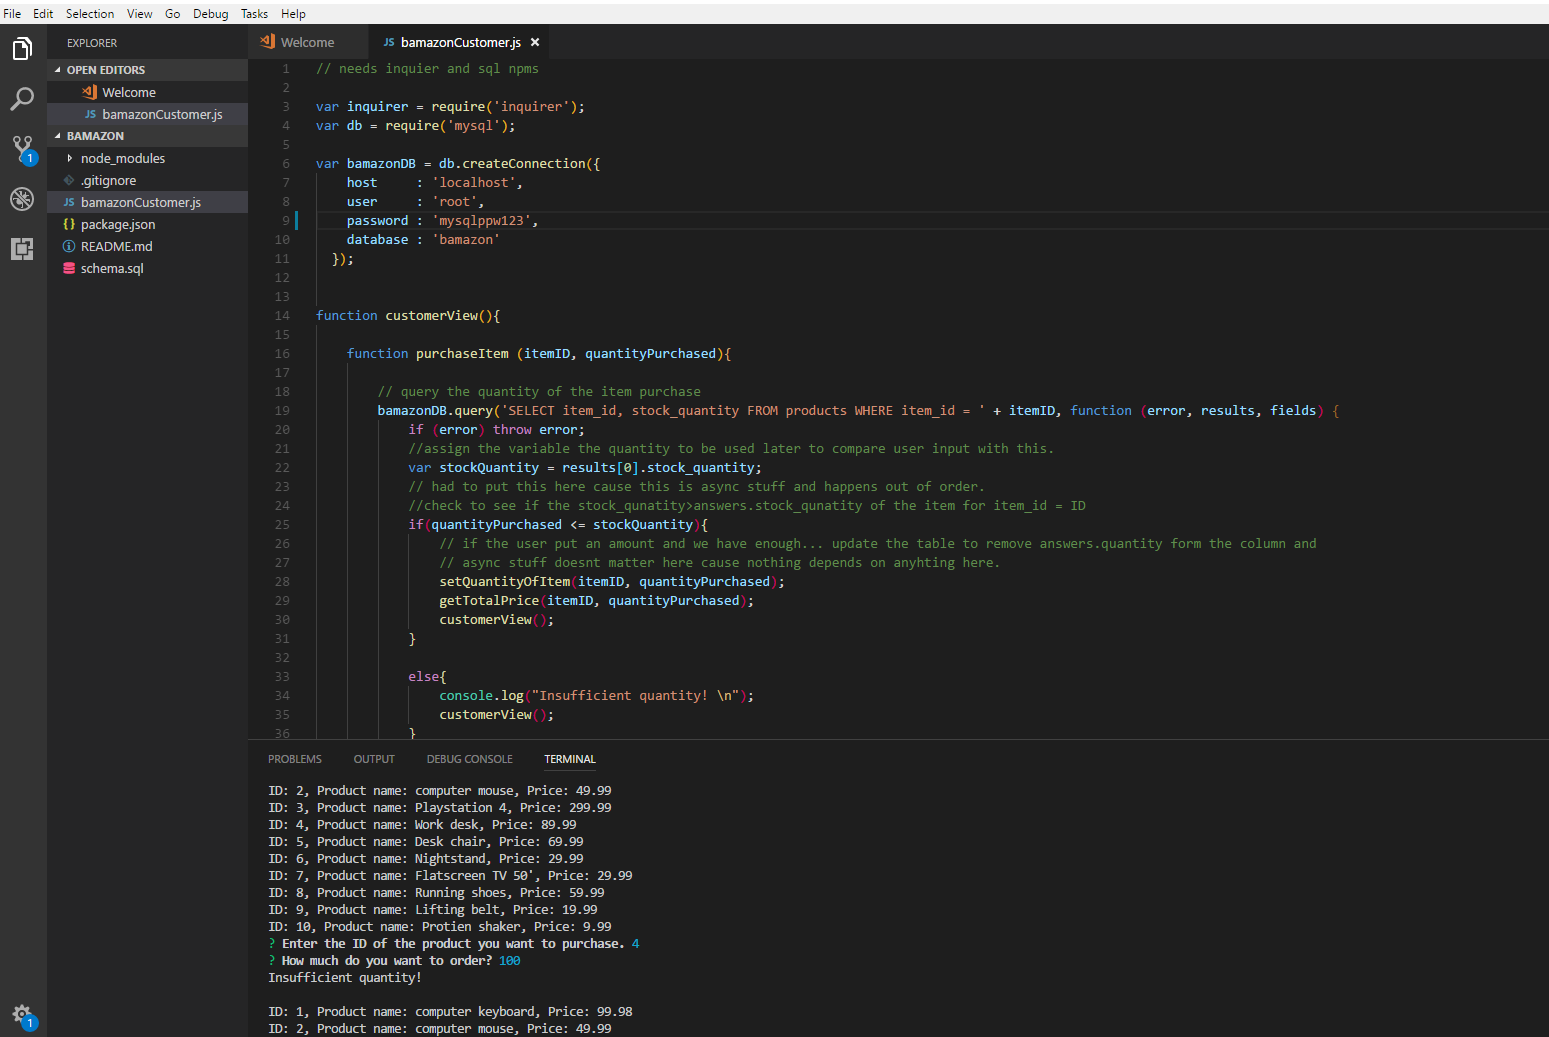 File Edit Selection View Go Debug Tasks Help
EXPLORER
OPEN EDITORS
Welcome
JS bamazonCustomer.js
BAMAZON
node_modules
.gitignore
JS bamazonCustomer.js
{} package.json
README.md
schema.sql
1
1
Welcome JS bamazonCustomer.js ×
1 // needs inquier and sql npms
2
3 var inquirer = require('inquirer');
4 var db = require('mysql');
5
6 var bamazonDB = db.createConnection({
7 host : 'localhost',
8 user : 'root',
9 password : 'mysqlppw123',
10 database : 'bamazon'
11 });
12
13
14 function customerView(){
15
16 function purchaseItem (itemID, quantityPurchased){
17
18 // query the quantity of the item purchase
19 bamazonDB.query('SELECT item_id, stock_quantity FROM products WHERE item_id = ' + itemID, function (error, results, fields) {
20 if (error) throw error;
21 //assign the variable the quantity to be used later to compare user input with this.
22 var stockQuantity = results[0].stock_quantity;
23 // had to put this here cause this is async stuff and happens out of order.
24 //check to see if the stock_qunatity>answers.stock_qunatity of the item for item_id = ID
25 if(quantityPurchased <= stockQuantity){
26 // if the user put an amount and we have enough... update the table to remove answers.quantity form the column and
27 // async stuff doesnt matter here cause nothing depends on anyhting here.
28 setQuantityOfItem(itemID, quantityPurchased);
29 getTotalPrice(itemID, quantityPurchased);
30 customerView();
31 }
32
33 else{
34 console.log("Insufficient quantity! \n");
35 customerView();
36 }
PROBLEMS OUTPUT DEBUG CONSOLE TERMINAL
ID: 2, Product name: computer mouse, Price: 49.99
ID: 3, Product name: Playstation 4, Price: 299.99
ID: 4, Product name: Work desk, Price: 89.99
ID: 5, Product name: Desk chair, Price: 69.99
ID: 6, Product name: Nightstand, Price: 29.99
ID: 7, Product name: Flatscreen TV 50', Price: 29.99
ID: 8, Product name: Running shoes, Price: 59.99
ID: 9, Product name: Lifting belt, Price: 19.99
ID: 10, Product name: Protien shaker, Price: 9.99
? Enter the ID of the product you want to purchase. 4
? How much do you want to order? 100
Insufficient quantity!
ID: 1, Product name: computer keyboard, Price: 99.98
ID: 2, Product name: computer mouse, Price: 49.99